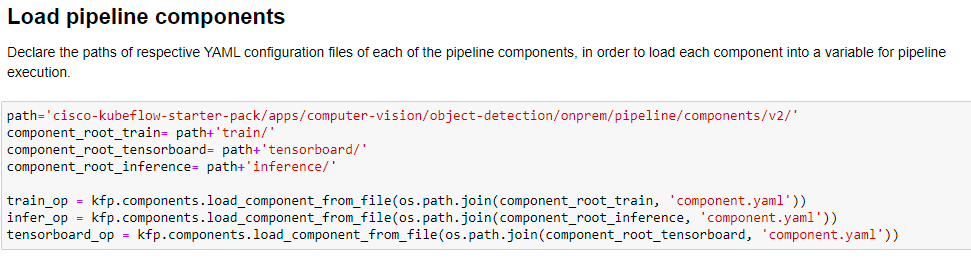 Load pipeline components
Declare the paths of respective YAML configuration files of each of the pipeline components, in order to load each component into a variable for pipeline
execution.
path='cisco-kubeflow-starter-pack/apps/computer-vision/object-detection/onprem/pipeline/components/v2/'
component_root_train= path+'train/'
component_root_tensorboard= path+'tensorboard/'
component_root_inference= path+'inference/'
train_op = kfp.components.load_component_from_file(os.path.join(component_root_train, 'component.yaml'))
infer_op = kfp.components.load_component_from_file(os.path.join(component_root_inference, 'component.yaml'))
tensorboard_op = kfp.components.load_component_from_file(os.path.join(component_root_tensorboard, 'component.yaml'))